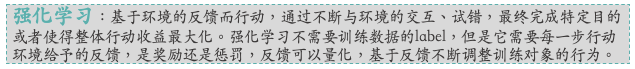 强化学习：基于环境的反馈而行动，通过不断与环境的交互、试错，最终完成特定目的
或者使得整体行动收益最大化。强化学习不需要训练数据的label，但是它需要每一步行动
环境给予的反馈，是奖励还是惩罚，反馈可以量化，基于反馈不断调整训练对象的行为。